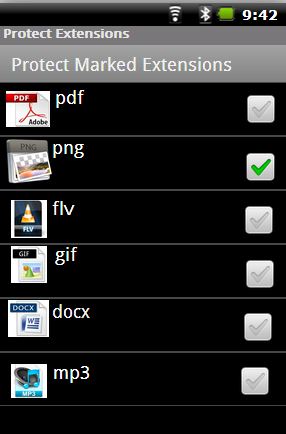 9:42
Protect Extensions
Protect Marked Extensions
PDF
Adobe
pdf
PNG
png
FLV
flv
GIF
gif
DOCX
W
docx
MP3
mp3